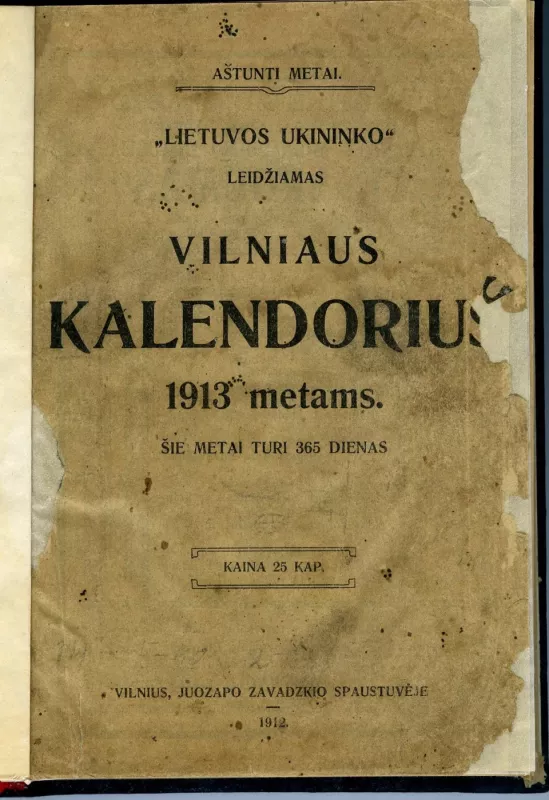 AŠTUNTI METAI.
„LIETUVOS UKININKO“
LEIDŽIAMAS
VILNIAUS
KALENDORIUS
1913 metams.
ŠIE METAI TURI 365 DIENAS
KAINA 25 KAP.
VILNIUS, JUOZAPO ZAVADZKIO SPAUSTUVĖJE
1912.